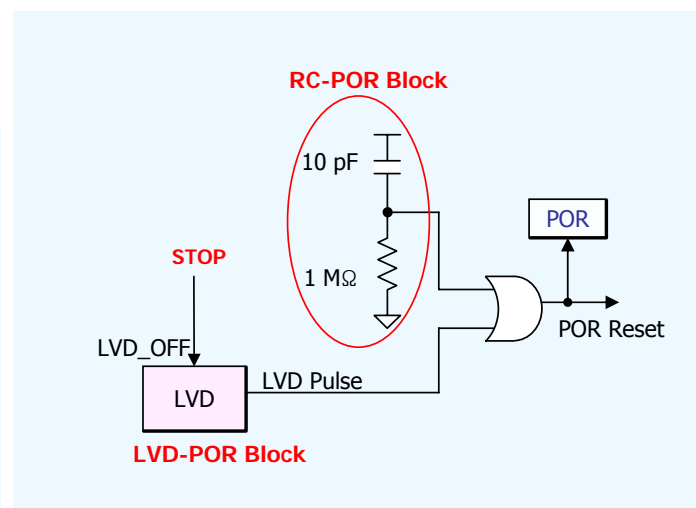 RC-POR Block
10 pF
POR
STOP
1 MΩ
POR Reset
LVD_OFF
LVD Pulse
LVD
LVD-POR Block